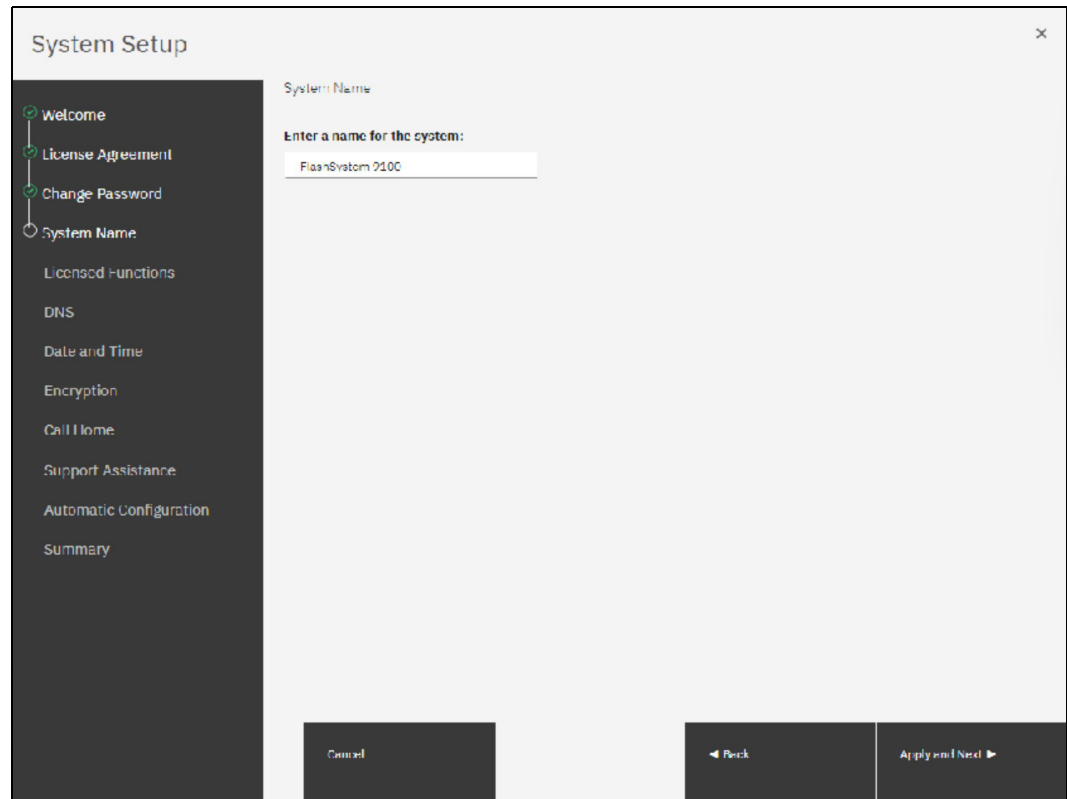 System Setup
×
Welcome
License Agreement
Change Password
System Name
Licensed Functions
DNS
Date and Time
Encryption
Call Home
Support Assistance
Automatic Configuration
Summary
System Name
Enter a name for the system:
FlashSystem 9100
Cancel
◀ Back
Apply and Next ▶